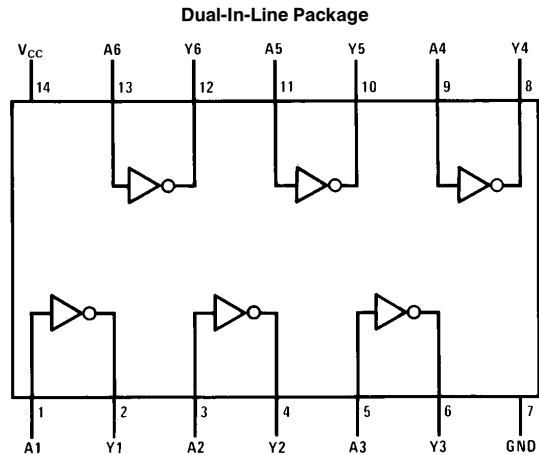 Dual-In-Line Package
VCC A6 Y6 A5 Y5 A4 Y4
14 13 12 11 10 9 8
1 2 3 4 5 6 7
A1 Y1 A2 Y2 A3 Y3 GND